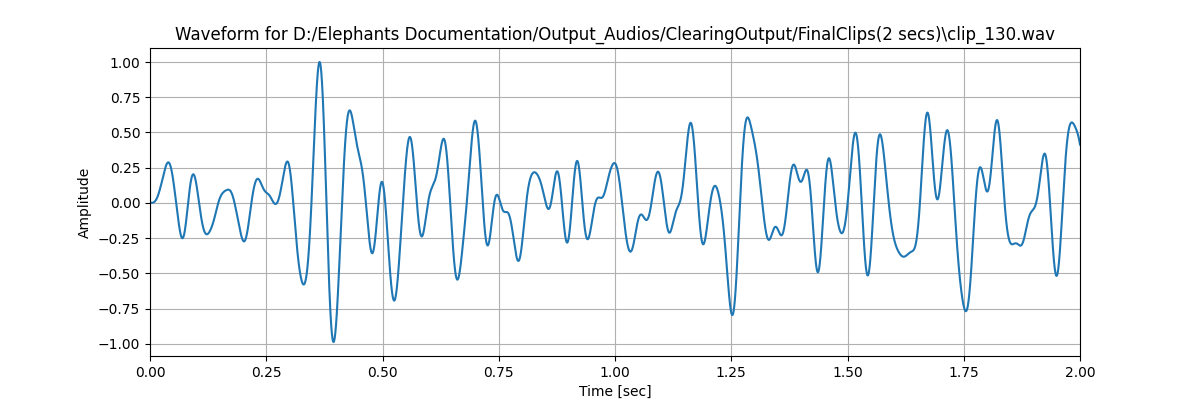 Waveform for D:/Elephants Documentation/Output_Audios/ClearingOutput/FinalClips(2 secs)\clip_130.wav
1.00
0.75
0.50
0.25
0.00
−0.25
−0.50
−0.75
−1.00
Amplitude
0.00 0.25 0.50 0.75 1.00 1.25 1.50 1.75 2.00
Time [sec]